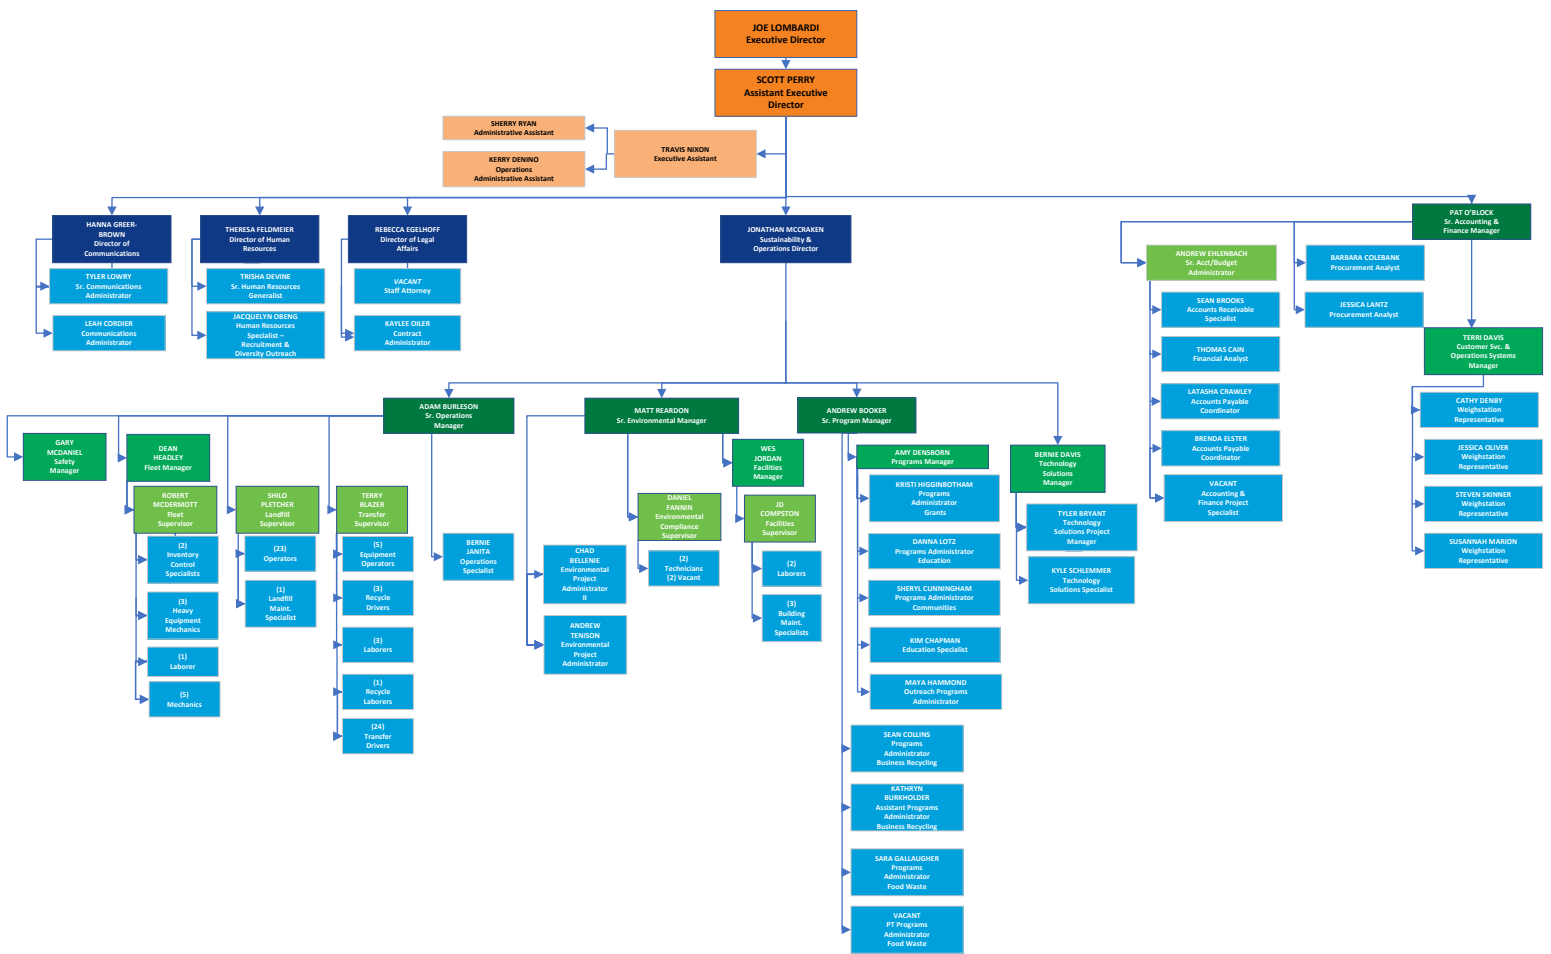 JOE LOMBARDI
Executive Director
SCOTT PERRY
Assistant Executive
Director
SHERRY RYAN
Administrative Assistant
KERRY DENINO
Operations
Administrative Assistant
TRAVIS NIXON
Executive Assistant
HANNA GREER-
BROWN
Director of
Communications
TYLER LOWRY
Sr. Communications
Administrator
LEAH CORDIER
Communications
Administrator
THERESA FELDMEIER
Director of Human
Resources
TRISHA DEVINE
Sr. Human Resources
Generalist
JACQUELYN OBENG
Human Resources
Specialist –
Recruitment &
Diversity Outreach
REBECCA EGELHOFF
Director of Legal
Affairs
VACANT
Staff Attorney
KAYLEE OILER
Contract
Administrator
JONATHAN MCCRAKEN
Sustainability &
Operations Director
PAT O'BLOCK
Sr. Accounting &
Finance Manager
ANDREW EHLENBACH
Sr. Acct/Budget
Administrator
SEAN BROOKS
Accounts Receivable
Specialist
THOMAS CAIN
Financial Analyst
LATASHA CRAWLEY
Accounts Payable
Coordinator
BRENDA ELSTER
Accounts Payable
Coordinator
VACANT
Accounting &
Finance Project
Specialist
BARBARA COLEBANK
Procurement Analyst
JESSICA LANTZ
Procurement Analyst
TERRI DAVIS
Customer Svc. &
Operations Systems
Manager
CATHY DENBY
Weighstation
Representative
JESSICA OLIVER
Weighstation
Representative
STEVEN SKINNER
Weighstation
Representative
SUSANNAH MARION
Weighstation
Representative
ADAM BURLESON
Sr. Operations
Manager
GARY
MCDANIEL
Safety
Manager
DEAN
HEADLEY
Fleet Manager
ROBERT
MCDERMOTT
Fleet
Supervisor
(2)
Inventory
Control
Specialists
(3)
Heavy
Equipment
Mechanics
(1)
Laborer
(5)
Mechanics
SHILO
PLETCHER
Landfill
Supervisor
(23)
Operators
(1)
Landfill
Maint.
Specialist
TERRY
BLAZER
Transfer
Supervisor
(5)
Equipment
Operators
(3)
Recycle
Drivers
(3)
Laborers
(1)
Recycle
Laborers
(24)
Transfer
Drivers
BERNIE
JANITA
Operations
Specialist
MATT REARDON
Sr. Environmental Manager
CHAD
BELLENIE
Environmental
Project
Administrator
II
ANDREW
TENISON
Environmental
Project
Administrator
DANIEL
FANNIN
Environmental
Compliance
Supervisor
(2)
Technicians
(2) Vacant
WES
JORDAN
Facilities
Manager
JD
COMPSTON
Facilities
Supervisor
(2)
Laborers
(3)
Building
Maint.
Specialists
ANDREW BOOKER
Sr. Program Manager
AMY DENSBORN
Programs Manager
KRISTI HIGGINBOTHAM
Programs
Administrator
Grants
DANNA LOTZ
Programs Administrator
Education
SHERYL CUNNINGHAM
Programs Administrator
Communities
KIM CHAPMAN
Education Specialist
MAYA HAMMOND
Outreach Programs
Administrator
SEAN COLLINS
Programs
Administrator
Business Recycling
KATHRYN
BURKHOLDER
Assistant Programs
Administrator
Business Recycling
SARA GALLAUGHER
Programs
Administrator
Food Waste
VACANT
PT Programs
Administrator
Food Waste
BERNIE DAVIS
Technology
Solutions
Manager
TYLER BRYANT
Technology
Solutions Project
Manager
KYLE SCHLEMMER
Technology
Solutions Specialist